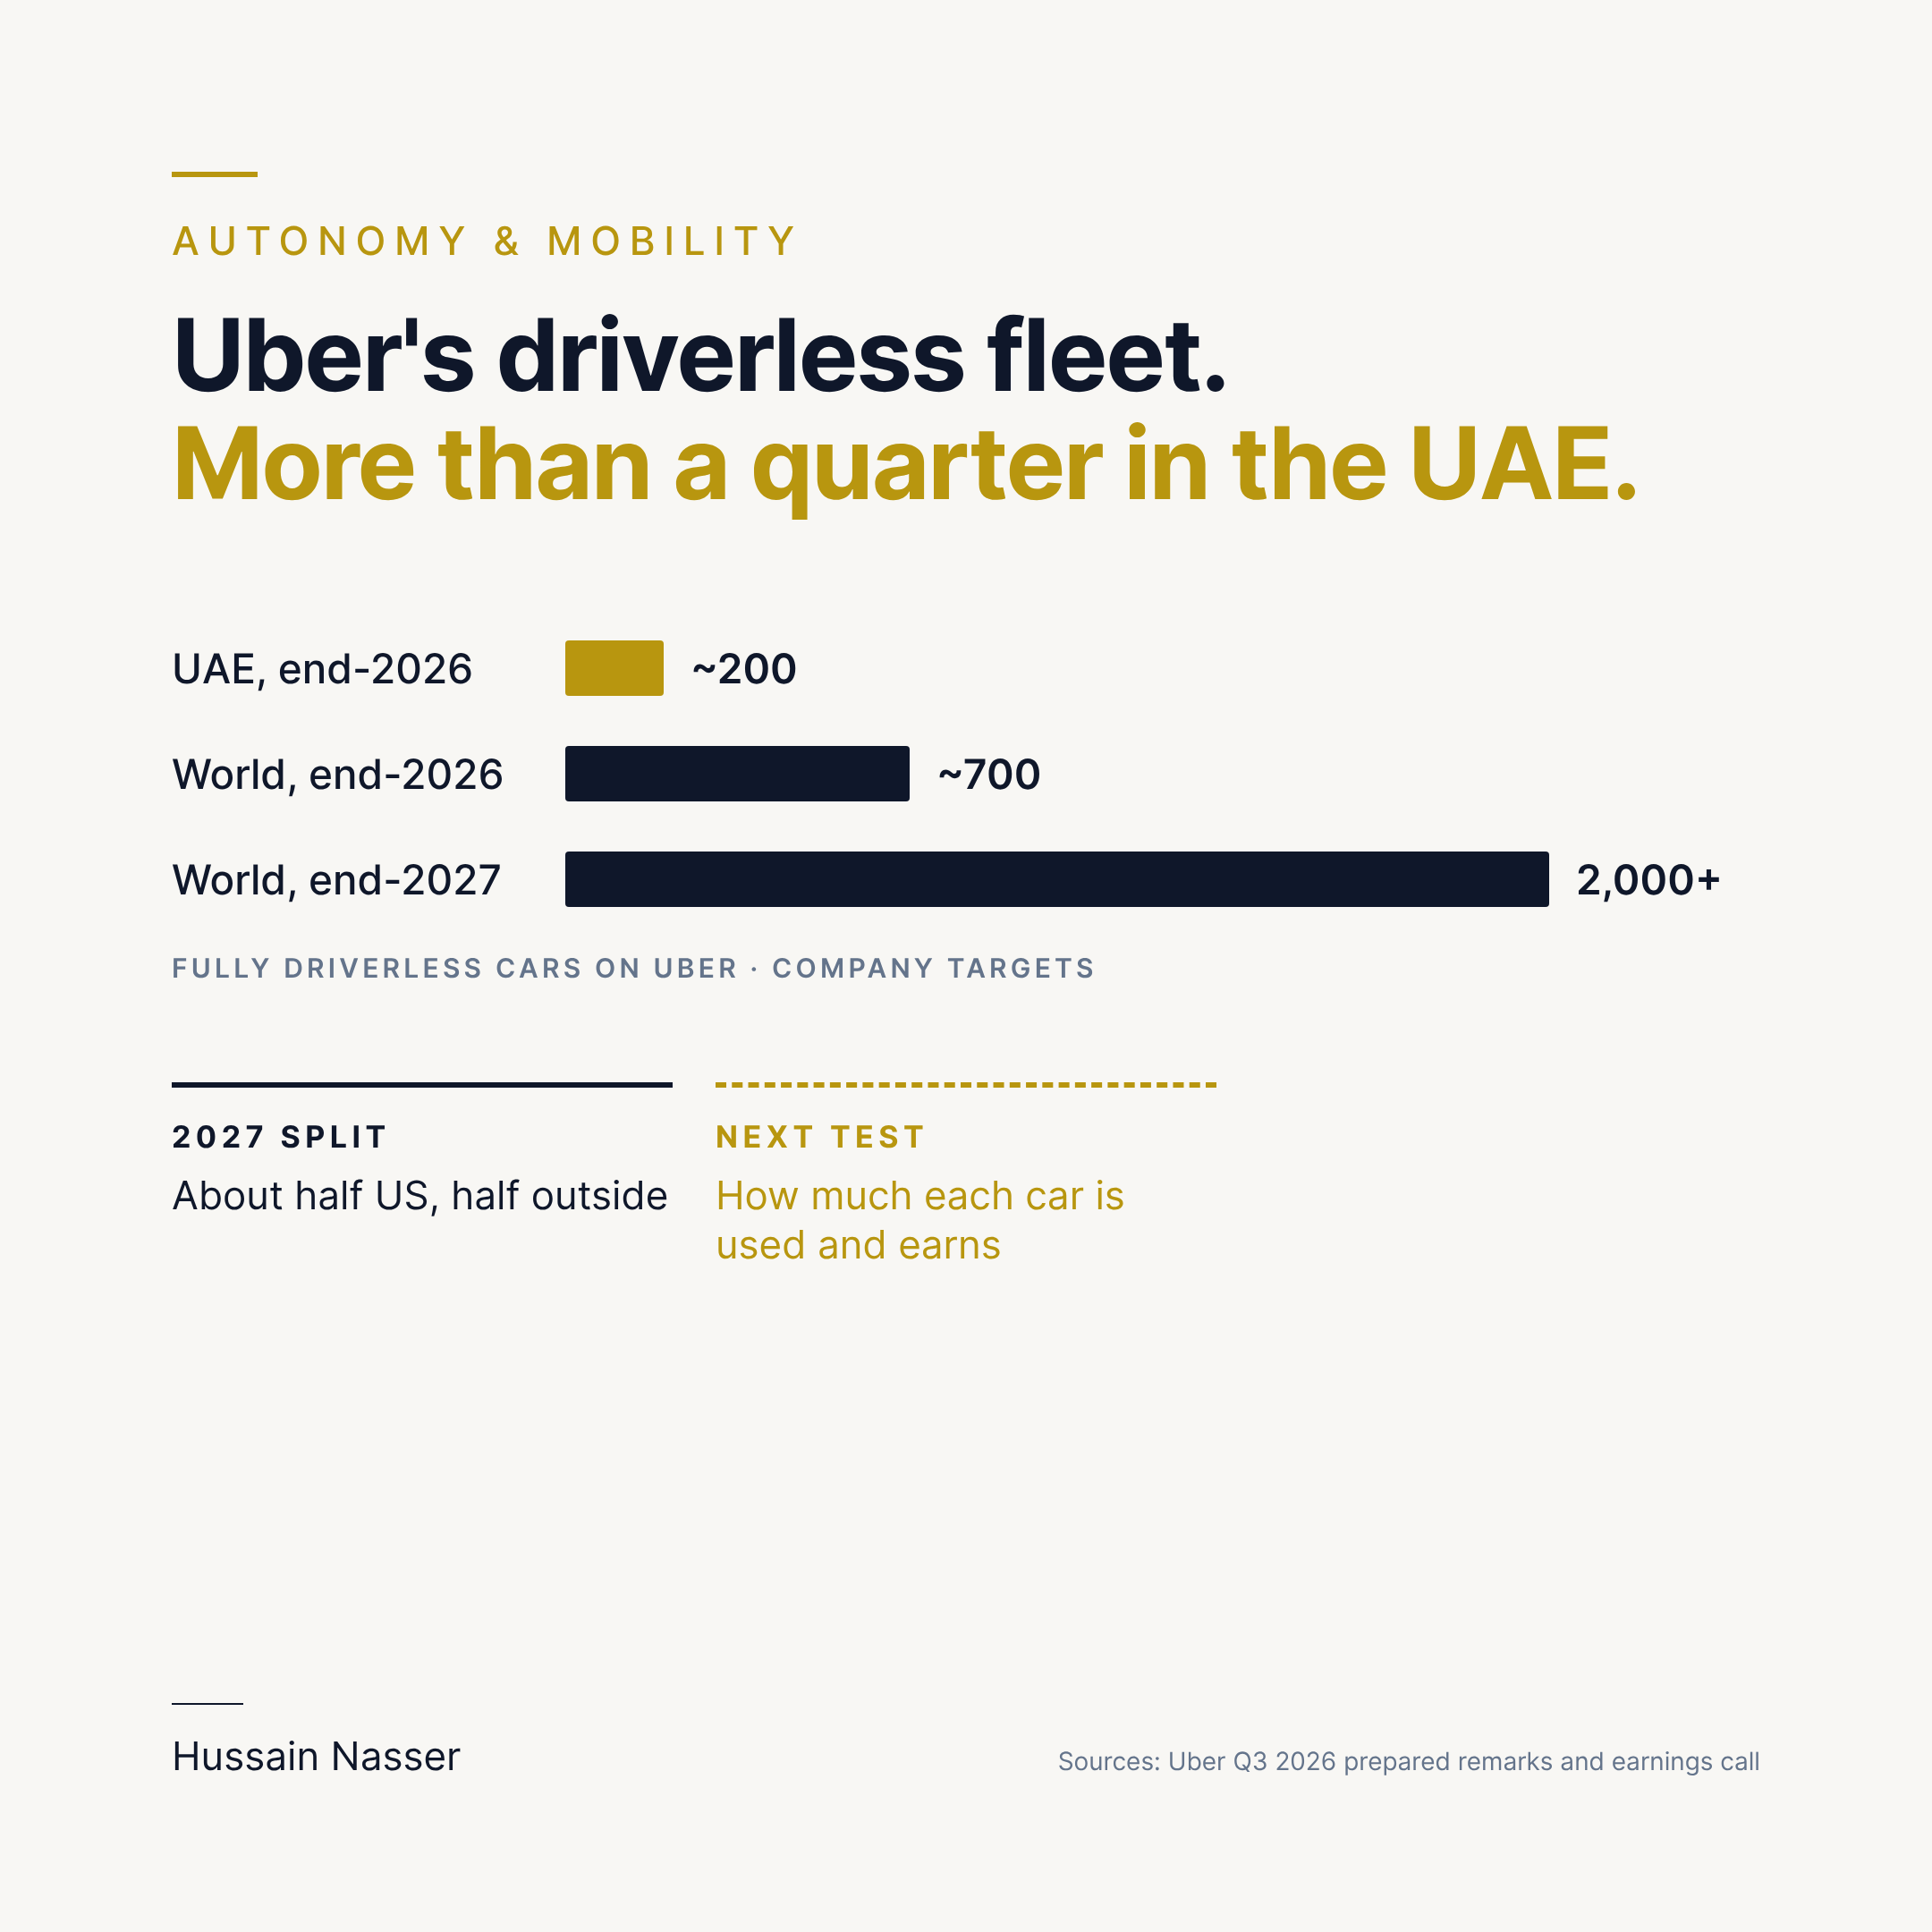 AUTONOMY & MOBILITY
Uber's driverless fleet.
More than a quarter in the UAE.
UAE, end-2026 ~200
World, end-2026 ~700
World, end-2027 2,000+
FULLY DRIVERLESS CARS ON UBER · COMPANY TARGETS
2027 SPLIT
About half US, half outside
NEXT TEST
How much each car is
used and earns
Hussain Nasser
Sources: Uber Q3 2026 prepared remarks and earnings call